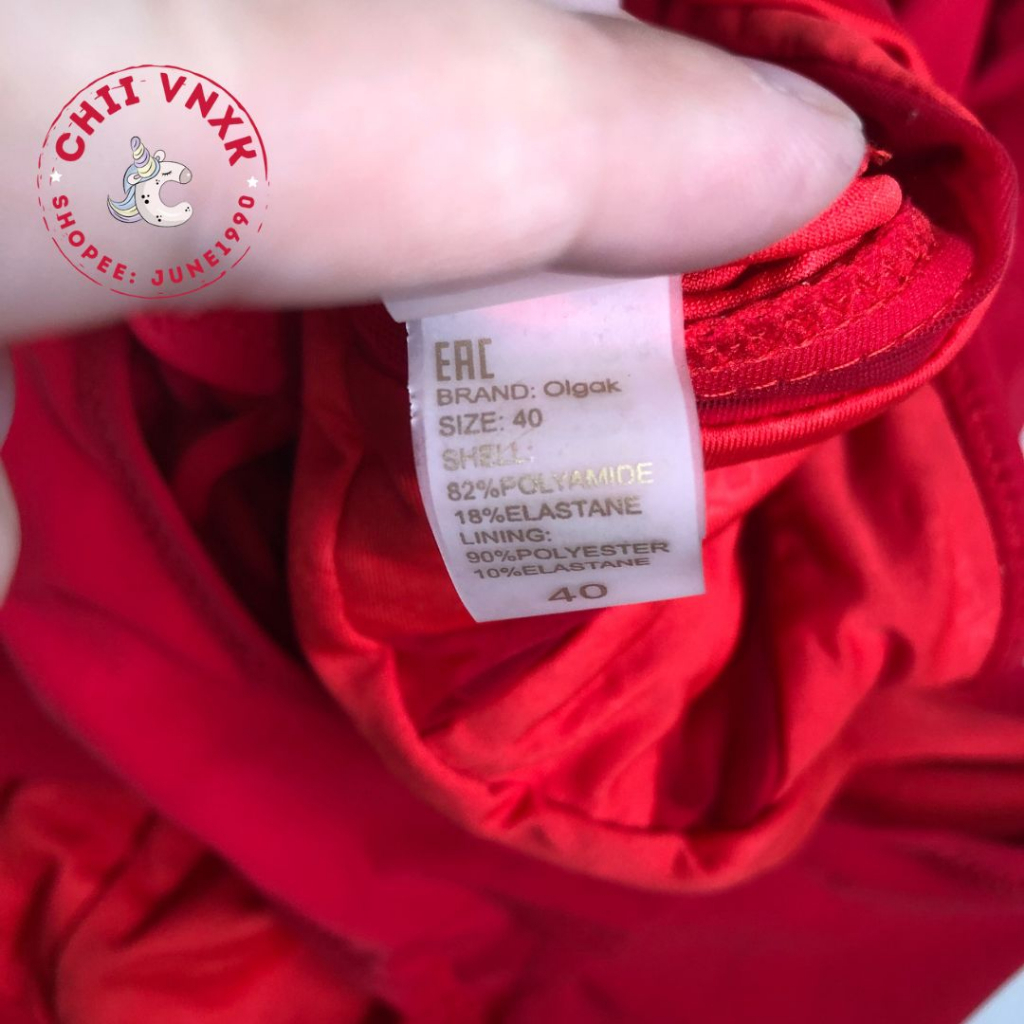 CHII VNXK
SHOPEE: JUNE1990
EAC
BRAND: Olgak
SIZE: 40
SHELL:
82%POLYAMIDE
18%ELASTANE
LINING:
90%POLYESTER
10%ELASTANE
40